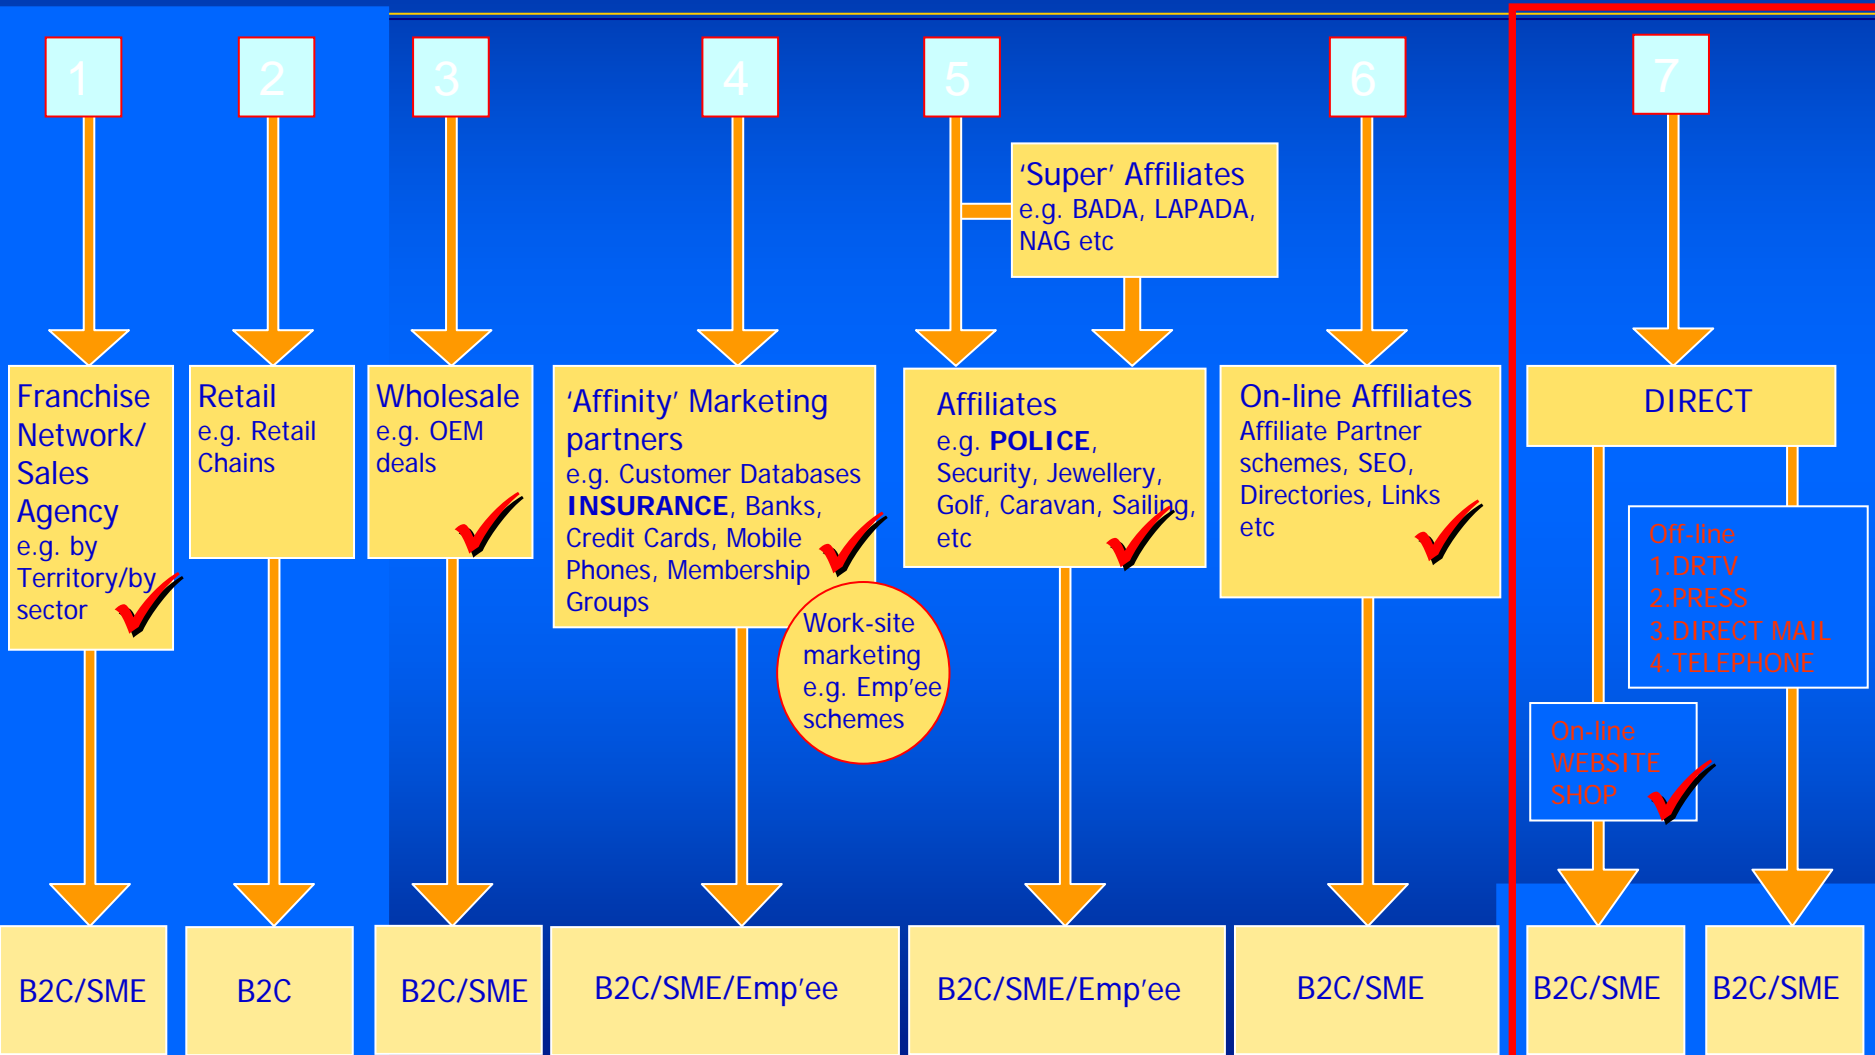 1
2
3
4
5
6
7
‘Super’ Affiliates
e.g. BADA, LAPADA,
NAG etc
Franchise
Network/
Sales
Agency
e.g. by
Territory/by
sector
Retail
e.g. Retail
Chains
Wholesale
e.g. OEM
deals
‘Affinity’ Marketing
partners
e.g. Customer Databases
INSURANCE, Banks,
Credit Cards, Mobile
Phones, Membership
Groups
Work-site
marketing
e.g. Emp’ee
schemes
Affiliates
e.g. POLICE,
Security, Jewellery,
Golf, Caravan, Sailing,
etc
On-line Affiliates
Affiliate Partner
schemes, SEO,
Directories, Links
etc
DIRECT
Off-line
1.DRTV
2.PRESS
3.DIRECT MAIL
4.TELEPHONE
On-line
WEBSITE
SHOP
B2C/SME
B2C
B2C/SME
B2C/SME/Emp’ee
B2C/SME/Emp’ee
B2C/SME
B2C/SME
B2C/SME